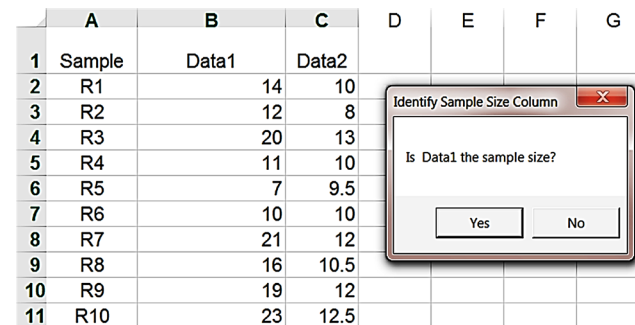 A B C D E F G
1 Sample Data1 Data2
2 R1 14 10
3 R2 12 8
4 R3 20 13
5 R4 11 10
6 R5 7 9.5
7 R6 10 10
8 R7 21 12
9 R8 16 10.5
10 R9 19 12
11 R10 23 12.5
Identify Sample Size Column X
Is Data1 the sample size?
Yes No